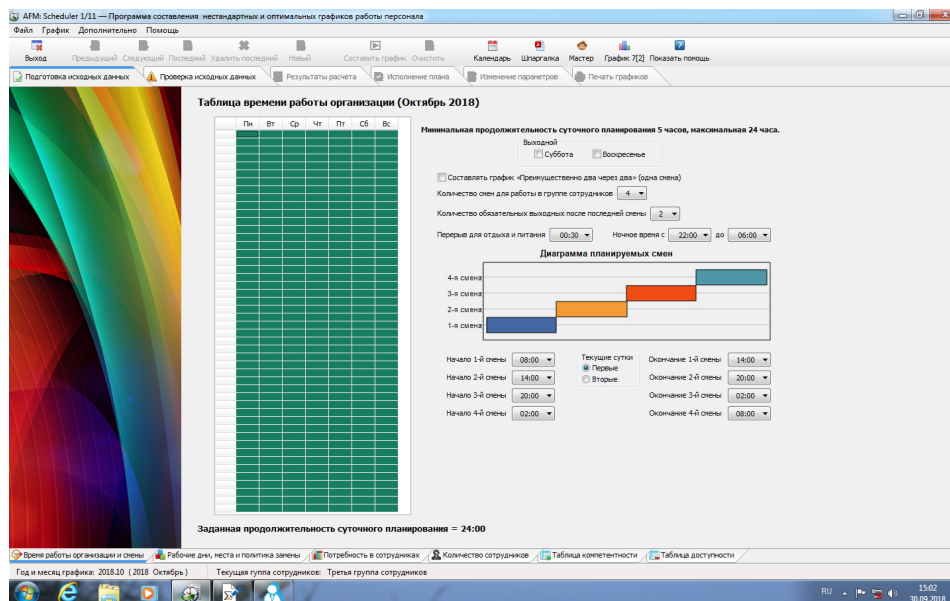 AFM: Scheduler 1/11 — Программа составления нестандартных и оптимальных графиков работы персонала
Файл График Дополнительно Помощь
Выход Предыдущий Следующий Последний Удалить последний Новый Составить график Очистить Календарь Шпаргалка Мастер График 7[2] Показать помощь
Подготовка исходных данных Проверка исходных данных Результаты расчета Исполнение плана Изменение параметров Печать графиков
Таблица времени работы организации (Октябрь 2018)
Пн Вт Ср Чт Пт Сб Вс
Минимальная продолжительность суточного планирования 5 часов, максимальная 24 часа.
Выходной
Суббота Воскресенье
Составлять график «Преимущественно два через два» (одна смена)
Количество смен для работы в группе сотрудников 4
Количество обязательных выходных после последней смены 2
Перерыв для отдыха и питания 00:30 Ночное время с 22:00 до 06:00
Диаграмма планируемых смен
4-я смена
3-я смена
2-я смена
1-я смена
Начало 1-й смены 08:00 Текущие сутки Окончание 1-й смены 14:00
Первые
Начало 2-й смены 14:00 Вторые Окончание 2-й смены 20:00
Начало 3-й смены 20:00 Окончание 3-й смены 02:00
Начало 4-й смены 02:00 Окончание 4-й смены 08:00
Заданная продолжительность суточного планирования = 24:00
Время работы организации и смены Рабочие дни, места и политика замены Потребность в сотрудниках Количество сотрудников Таблица компетентности Таблица доступности
Год и месяц графика: 2018.10 ( 2018 Октябрь ) Текущая гуппа сотрудников: Третья группа сотрудников
RU 15:02
30.09.2018